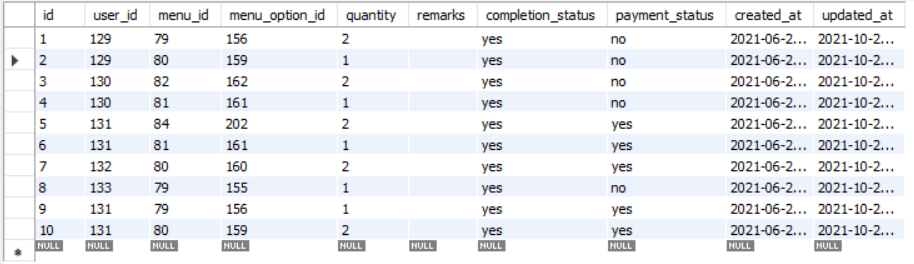 id user_id menu_id menu_option_id quantity remarks completion_status payment_status created_at updated_at
1 129 79 156 2 yes no 2021-06-2... 2021-10-2...
2 129 80 159 1 yes no 2021-06-2... 2021-10-2...
3 130 82 162 2 yes no 2021-06-2... 2021-10-2...
4 130 81 161 1 yes no 2021-06-2... 2021-10-2...
5 131 84 202 2 yes yes 2021-06-2... 2021-10-2...
6 131 81 161 1 yes yes 2021-06-2... 2021-10-2...
7 132 80 160 2 yes yes 2021-06-2... 2021-10-2...
8 133 79 155 1 yes no 2021-06-2... 2021-10-2...
9 131 79 156 1 yes yes 2021-06-2... 2021-10-2...
10 131 80 159 2 yes yes 2021-06-2... 2021-10-2...
NULL NULL NULL NULL NULL NULL NULL NULL NULL NULL